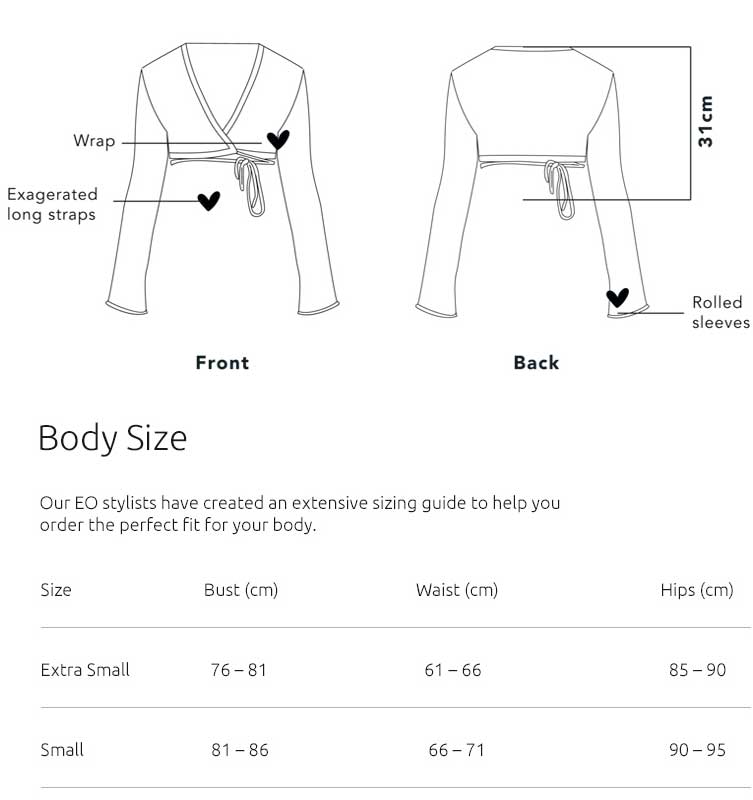 Wrap
Exagerated
long straps
31cm
Rolled
sleeves
Front
Back
Body Size
Our EO stylists have created an extensive sizing guide to help you
order the perfect fit for your body.
Size Bust (cm) Waist (cm) Hips (cm)
Extra Small 76 – 81 61 – 66 85 – 90
Small 81 – 86 66 – 71 90 – 95